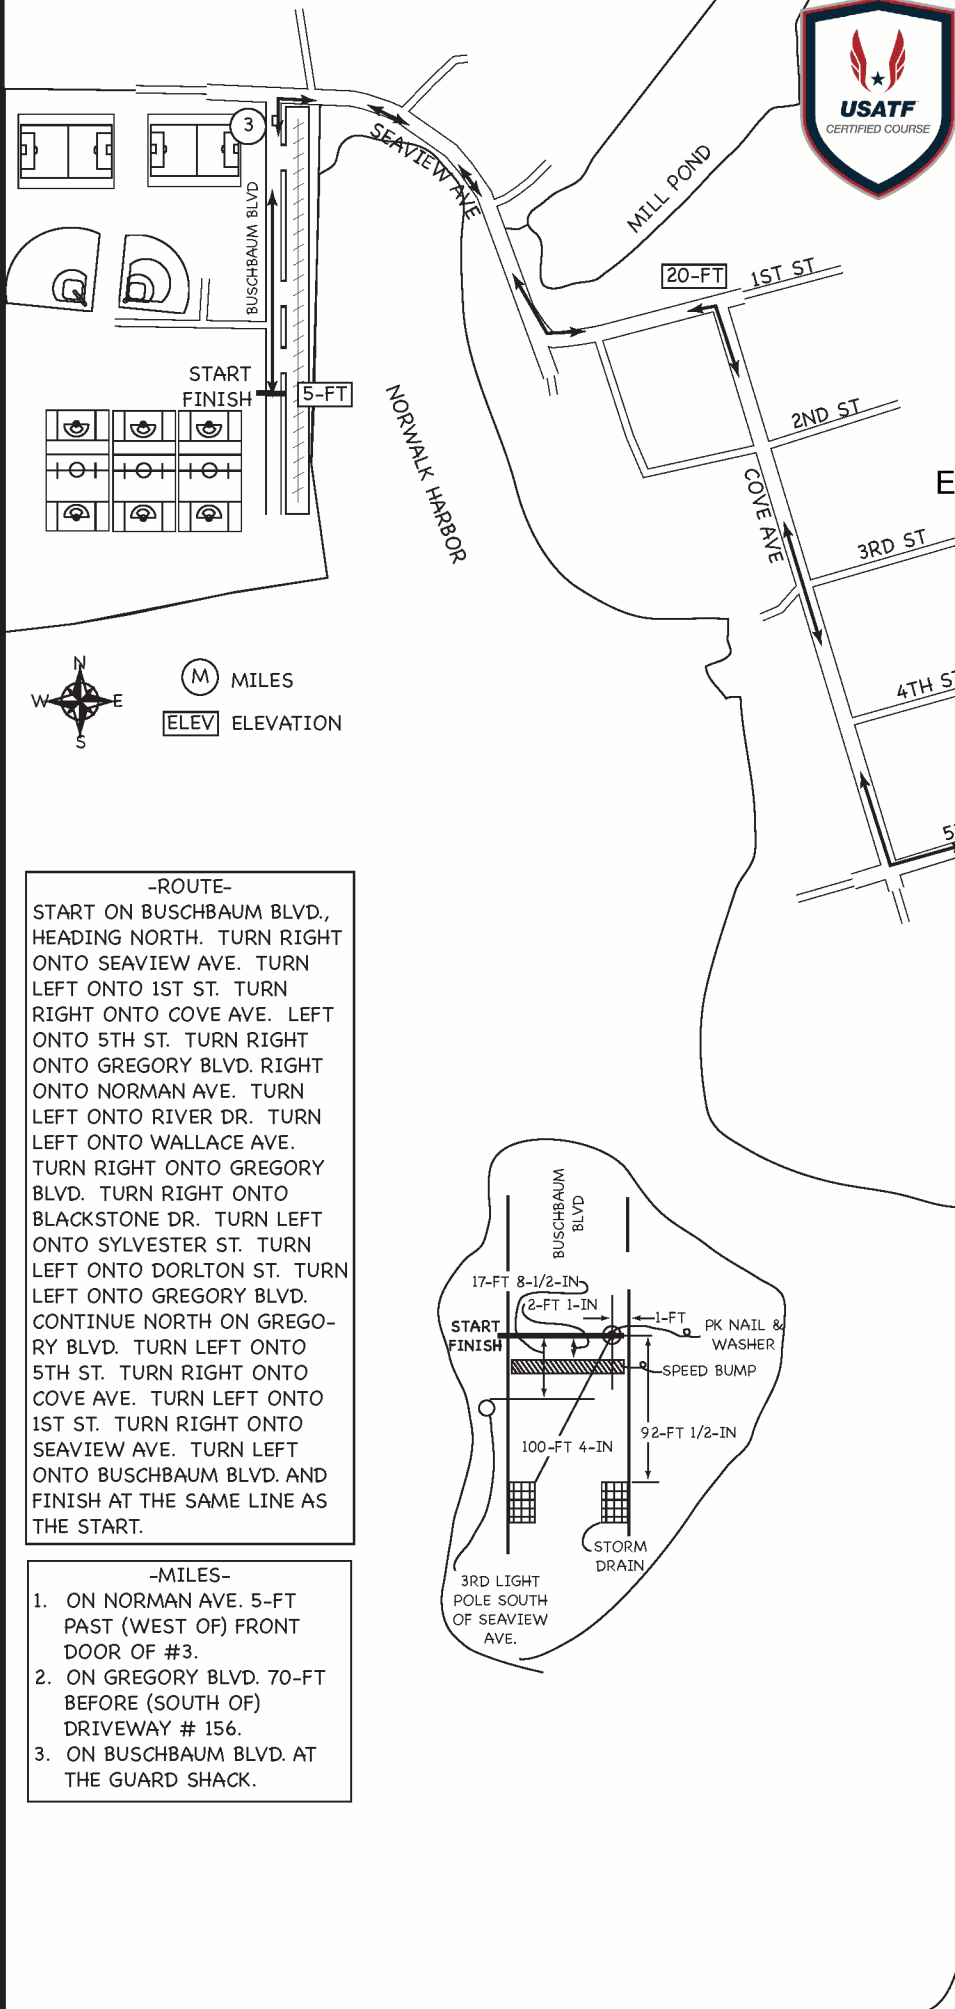 USATF
CERTIFIED COURSE
3
SEAVIEW AVE
BUSCHBAUM BLVD
MILL POND
20-FT
1ST ST
START
FINISH
5-FT
NORWALK HARBOR
2ND ST
COVE AVE
E
3RD ST
4TH ST
N
W E
S
M MILES
ELEV ELEVATION
-ROUTE-
START ON BUSCHBAUM BLVD.,
HEADING NORTH. TURN RIGHT
ONTO SEAVIEW AVE. TURN
LEFT ONTO 1ST ST. TURN
RIGHT ONTO COVE AVE. LEFT
ONTO 5TH ST. TURN RIGHT
ONTO GREGORY BLVD. RIGHT
ONTO NORMAN AVE. TURN
LEFT ONTO RIVER DR. TURN
LEFT ONTO WALLACE AVE.
TURN RIGHT ONTO GREGORY
BLVD. TURN RIGHT ONTO
BLACKSTONE DR. TURN LEFT
ONTO SYLVESTER ST. TURN
LEFT ONTO DORLTON ST. TURN
LEFT ONTO GREGORY BLVD.
CONTINUE NORTH ON GREGO-
RY BLVD. TURN LEFT ONTO
5TH ST. TURN RIGHT ONTO
COVE AVE. TURN LEFT ONTO
1ST ST. TURN RIGHT ONTO
SEAVIEW AVE. TURN LEFT
ONTO BUSCHBAUM BLVD. AND
FINISH AT THE SAME LINE AS
THE START.
-MILES-
1. ON NORMAN AVE. 5-FT
PAST (WEST OF) FRONT
DOOR OF #3.
2. ON GREGORY BLVD. 70-FT
BEFORE (SOUTH OF)
DRIVEWAY # 156.
3. ON BUSCHBAUM BLVD. AT
THE GUARD SHACK.
BUSCHBAUM
BLVD
17-FT 8-1/2-IN
2-FT 1-IN
1-FT
START
FINISH
PK NAIL &
WASHER
SPEED BUMP
92-FT 1/2-IN
100-FT 4-IN
STORM
DRAIN
3RD LIGHT
POLE SOUTH
OF SEAVIEW
AVE.